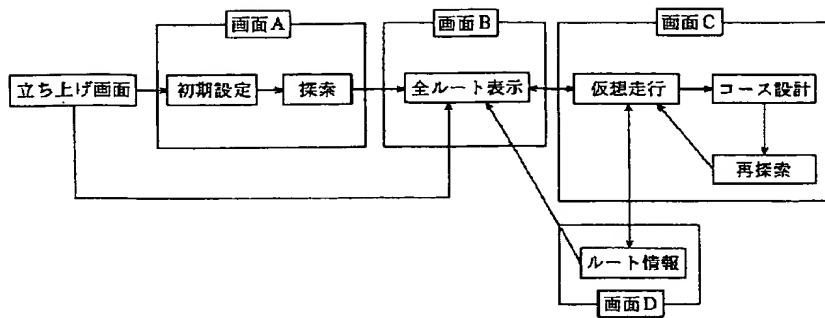 画面A
画面B
画面C
立ち上げ画面
初期設定
探索
全ルート表示
仮想走行
コース設計
再探索
ルート情報
画面D